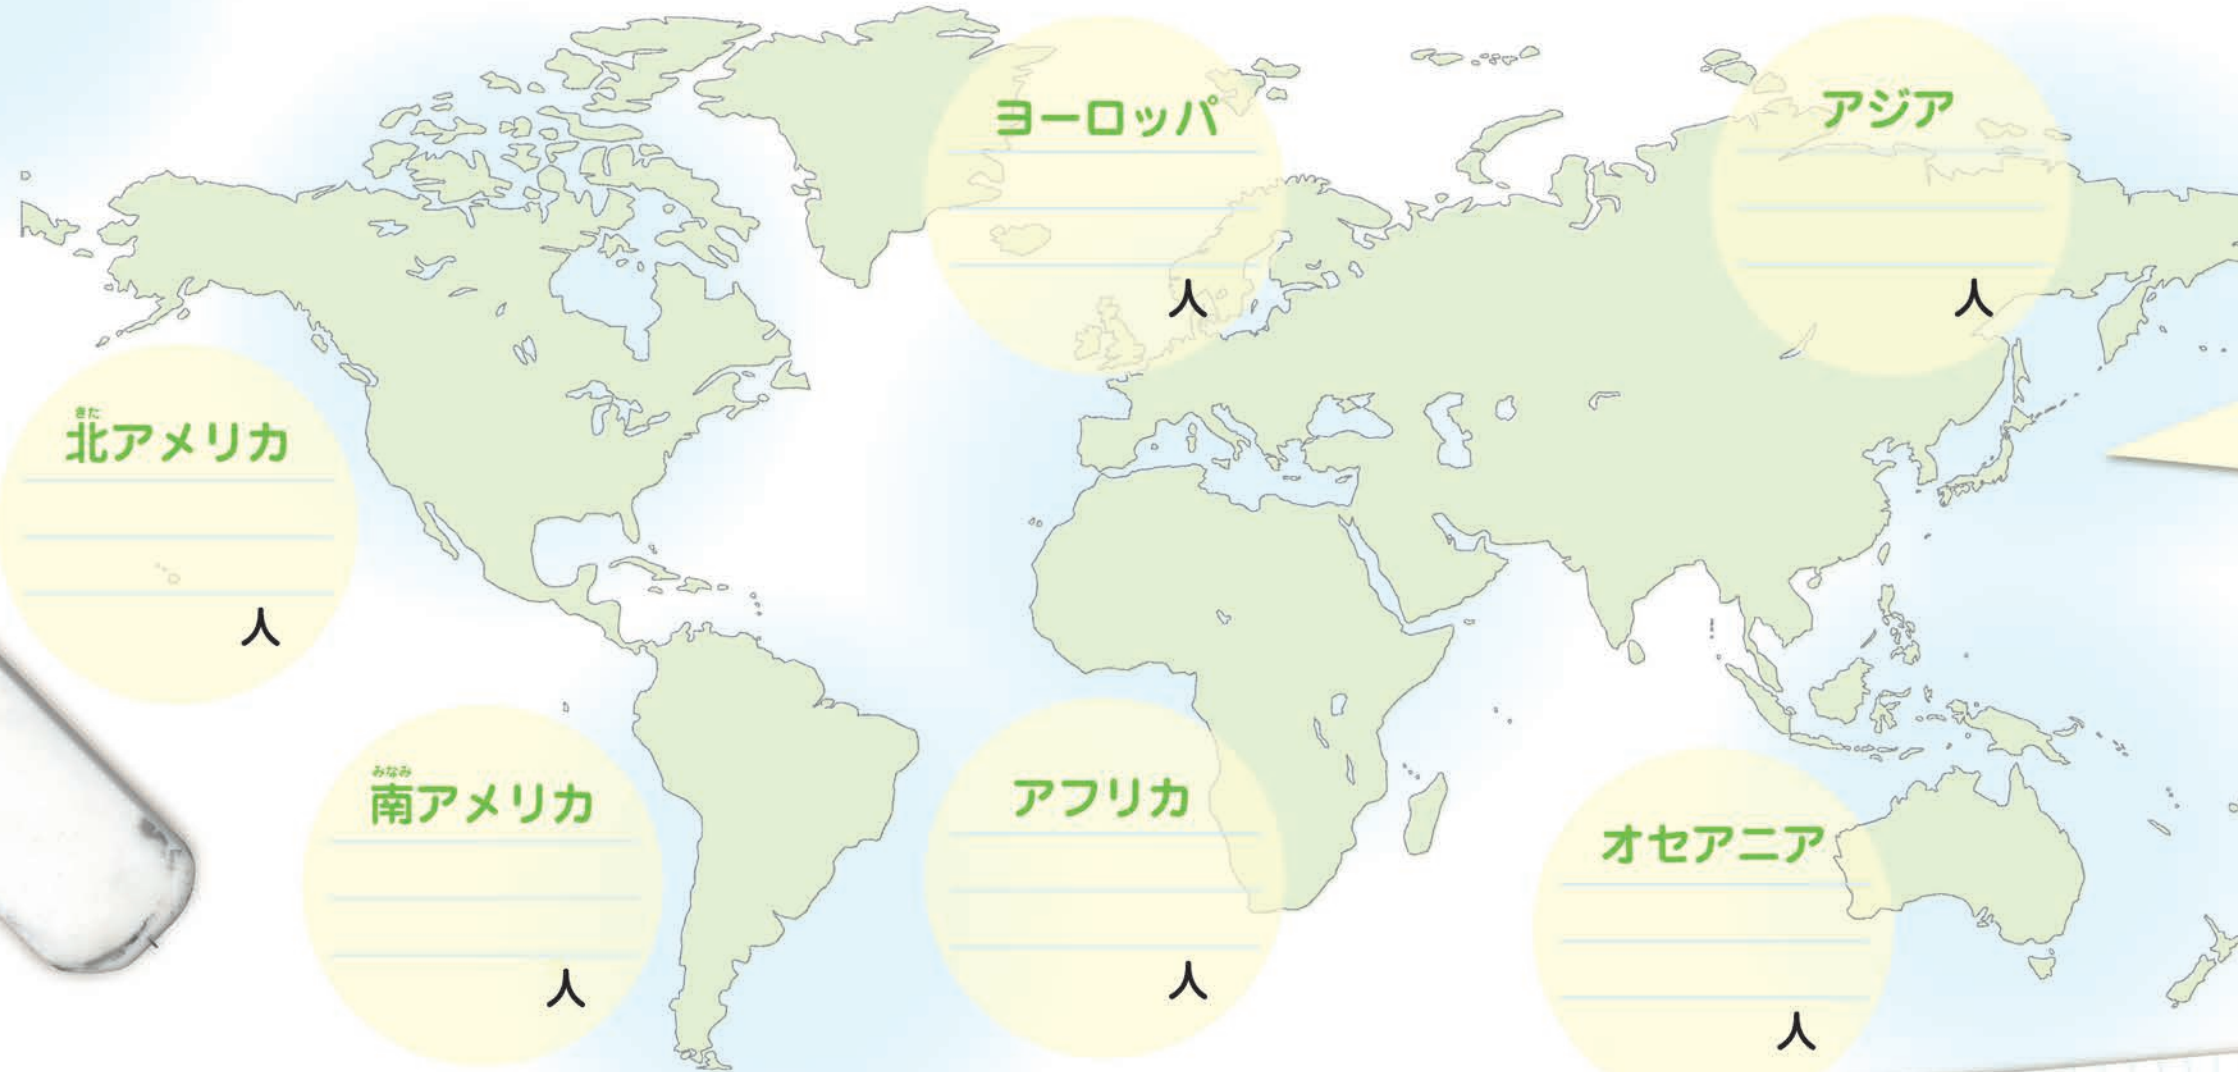 ヨーロッパ
人
アジア
人
きた
北アメリカ
人
みなみ
南アメリカ
人
アフリカ
人
オセアニア
人